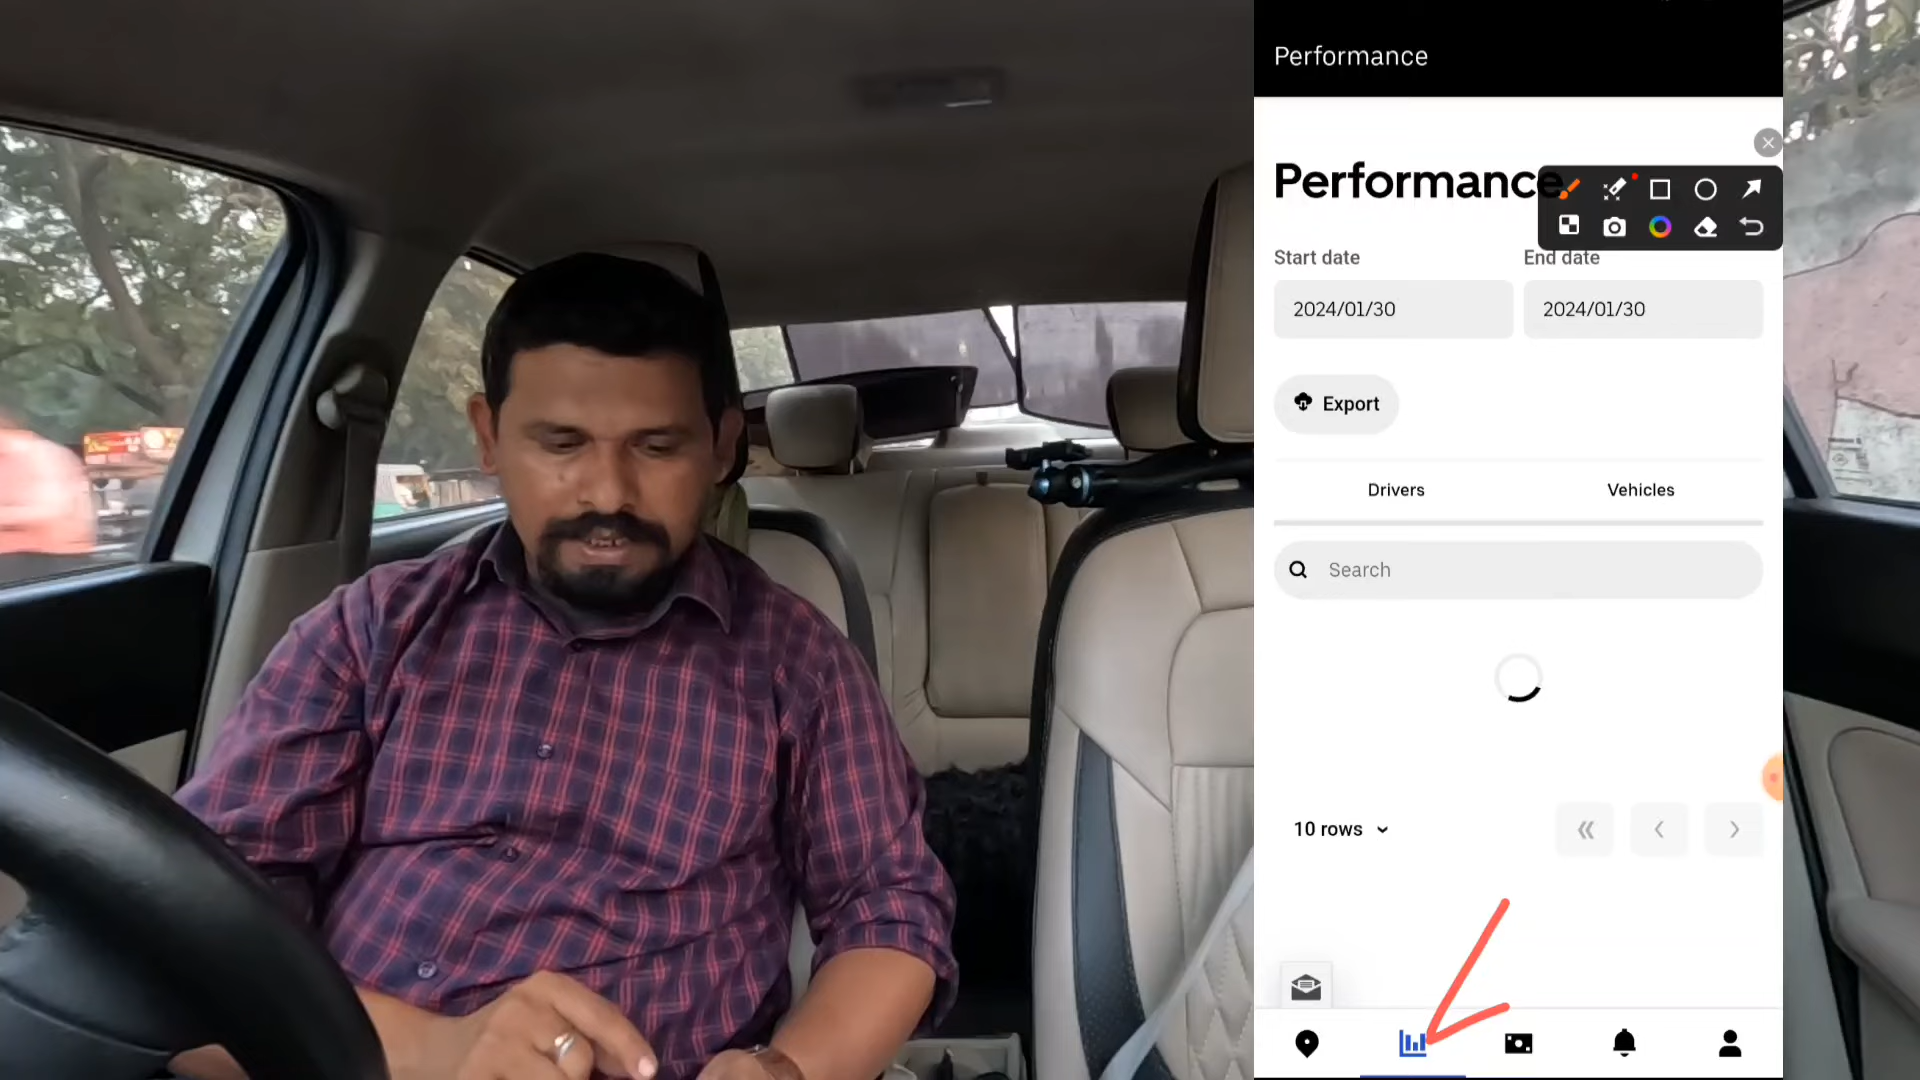 Performance
Performance
Start date
End date
2024/01/30
2024/01/30
Export
Drivers
Vehicles
Search
10 rows